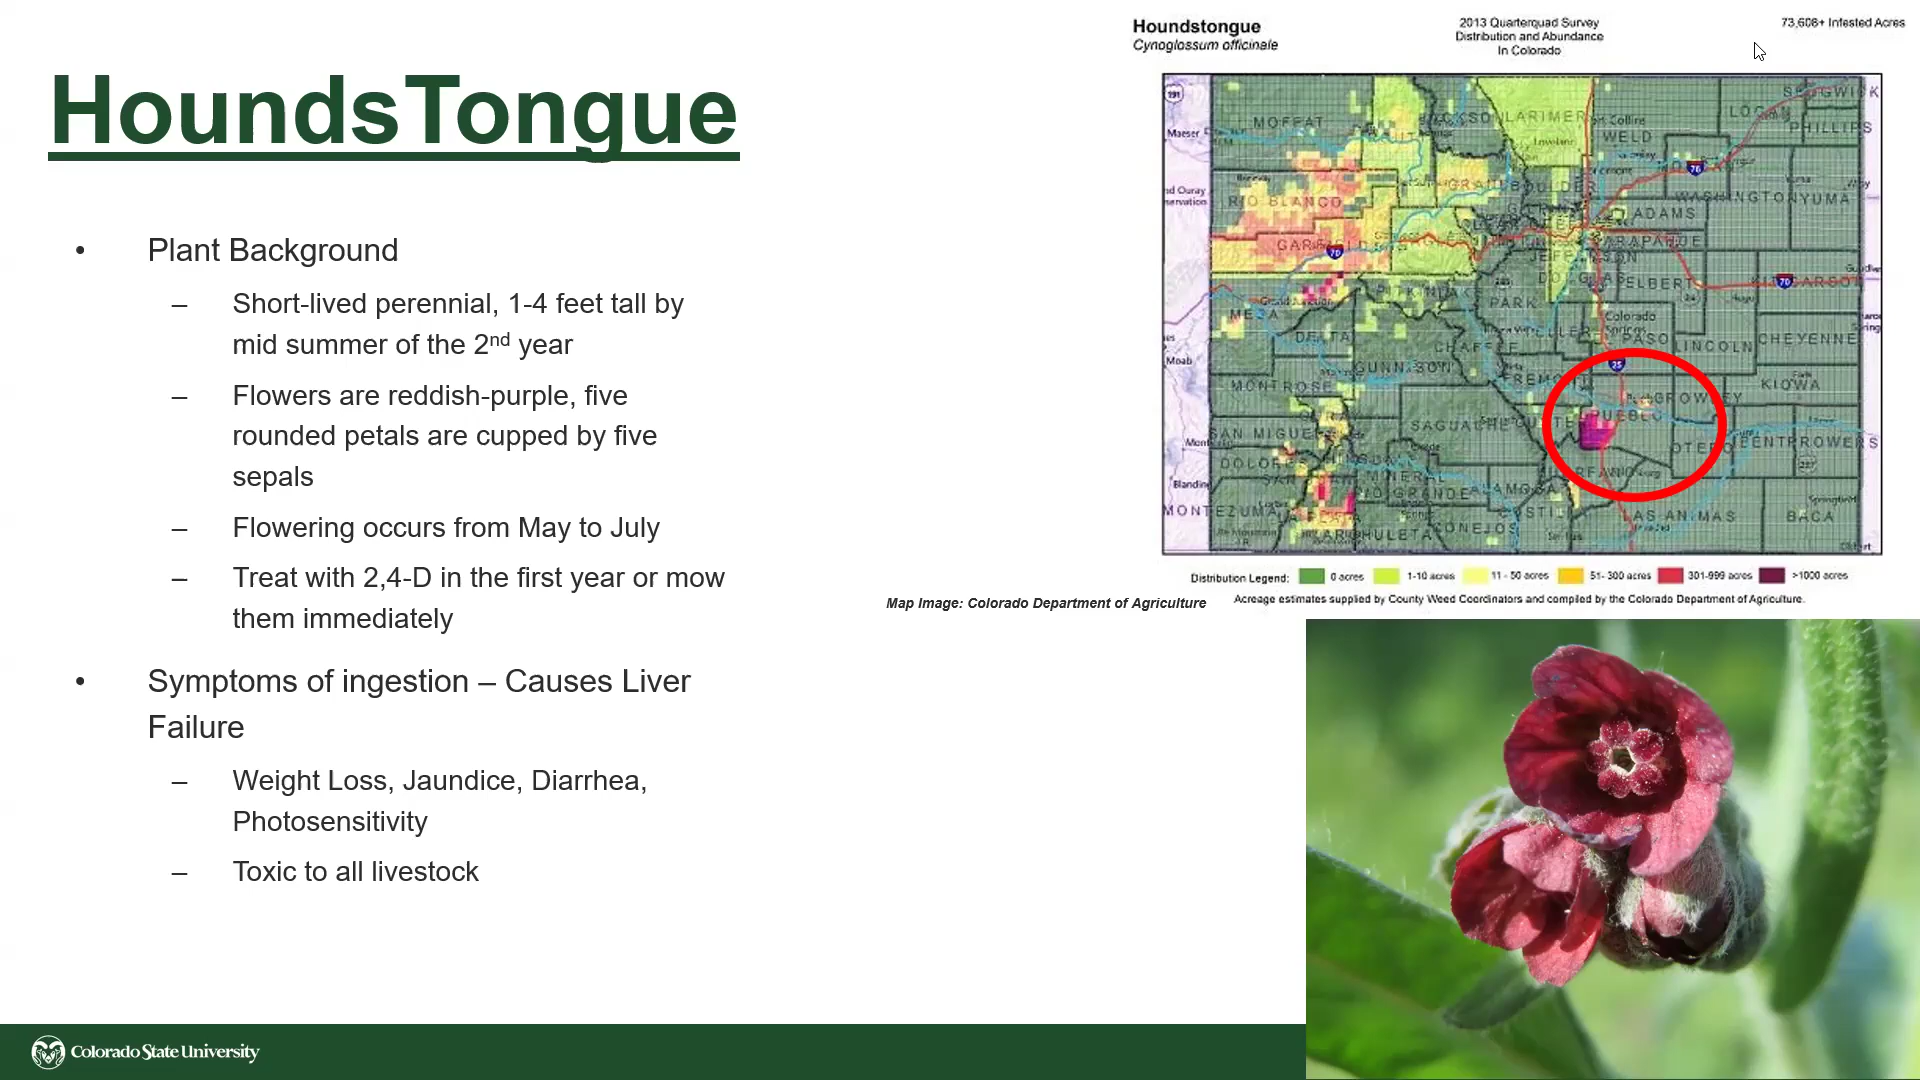 HoundsTongue
• Plant Background
– Short-lived perennial, 1-4 feet tall by
mid summer of the 2nd year
– Flowers are reddish-purple, five
rounded petals are cupped by five
sepals
– Flowering occurs from May to July
– Treat with 2,4-D in the first year or mow
them immediately
• Symptoms of ingestion – Causes Liver
Failure
– Weight Loss, Jaundice, Diarrhea,
Photosensitivity
– Toxic to all livestock
Houndstongue
Cynoglossum officinale
2013 Quarterquad Survey
Distribution and Abundance
In Colorado
73,608+ Infested Acres
191
SEDGWICK
LOGAN
PHILLIPS
MOFFAT
JACKSON LARIMER
WELD
Maeser
Loveland
76
RIO BLANCO
GRAND BOULDER
WASHINGTON YUMA
ADAMS
GARFIELD
70
ARAPAHOE
JEFFERSON
DOUGLAS
ELBERT
70
KIT CARSON
PITKIN LAKE
PARK
Grand Junction
MESA
Colorado
Springs
TELLER
EL PASO
LINCOLN
CHEYENNE
DELTA
CHAFFEE
Moab
GUNNISON
25
FREMONT
MONTROSE
KIOWA
CROWLEY
PUEBLO
SAGUACHE CUSTER
SAN MIGUEL
OTERO
BENT PROWERS
DOLORES
HUERFANO
Blanding
MINERAL
RIO GRANDE
ALAMOSA
Springfield
MONTEZUMA
COSTILLA
LAS ANIMAS
BACA
ARCHULETA
CONEJOS
Distribution Legend: 0 acres 1-10 acres 11 - 50 acres 51- 300 acres 301-999 acres >1000 acres
Acreage estimates supplied by County Weed Coordinators and compiled by the Colorado Department of Agriculture.
Map Image: Colorado Department of Agriculture
Colorado State University